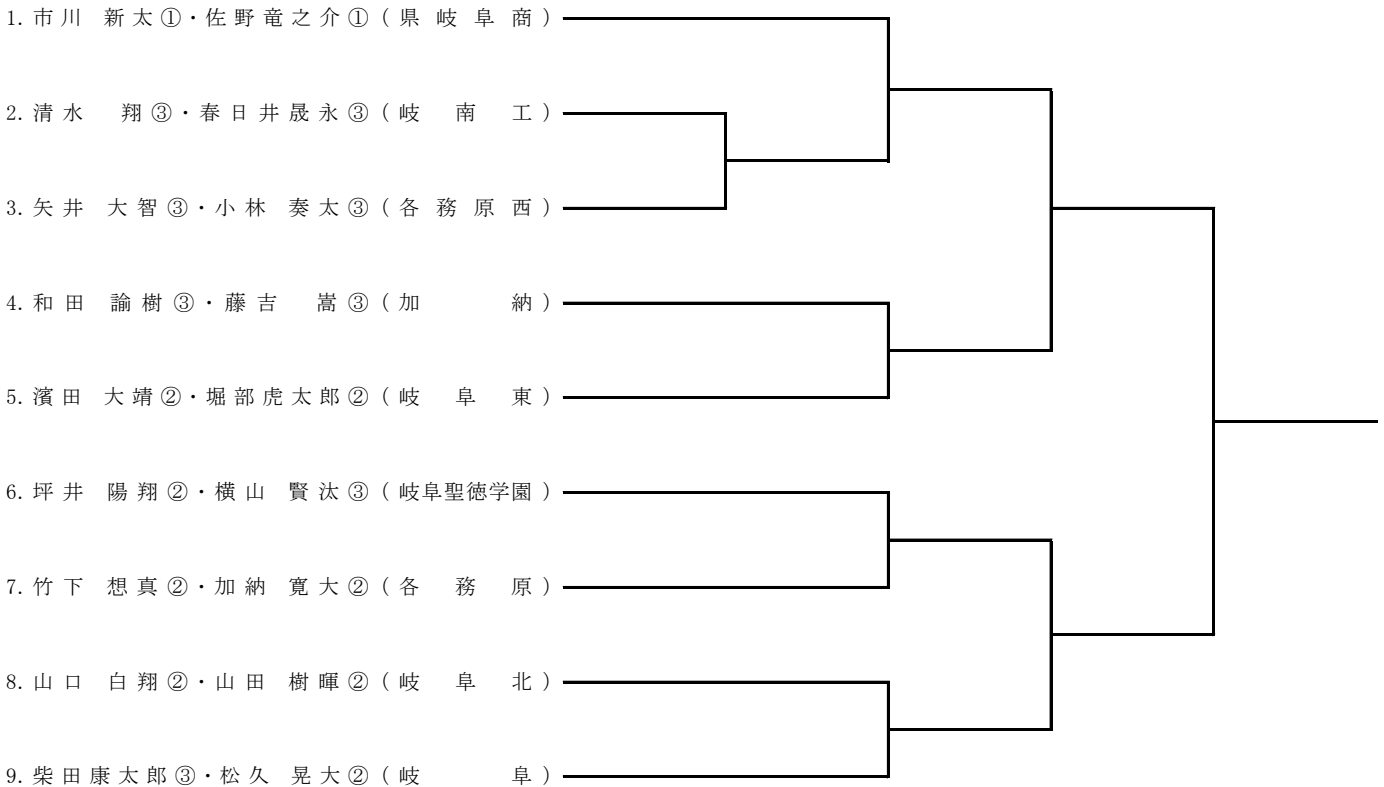 1. 市川 新太①・佐野竜之介①（県岐阜商）
2. 清水 翔③・春日井晟永③（岐南工）
3. 矢井 大智③・小林 奏太③（各務原西）
4. 和田 諭樹③・藤吉 嵩③（加納）
5. 濱田 大靖②・堀部虎太郎②（岐阜東）
6. 坪井 陽翔②・横山 賢汰③（岐阜聖徳学園）
7. 竹下 想真②・加納 寛大②（各務原）
8. 山口 白翔②・山田 樹暉②（岐阜北）
9. 柴田康太郎③・松久 晃大②（岐阜）